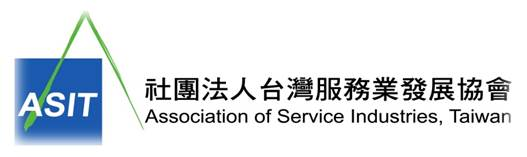 ASIT
社團法人台灣服務業發展協會
Association of Service Industries, Taiwan